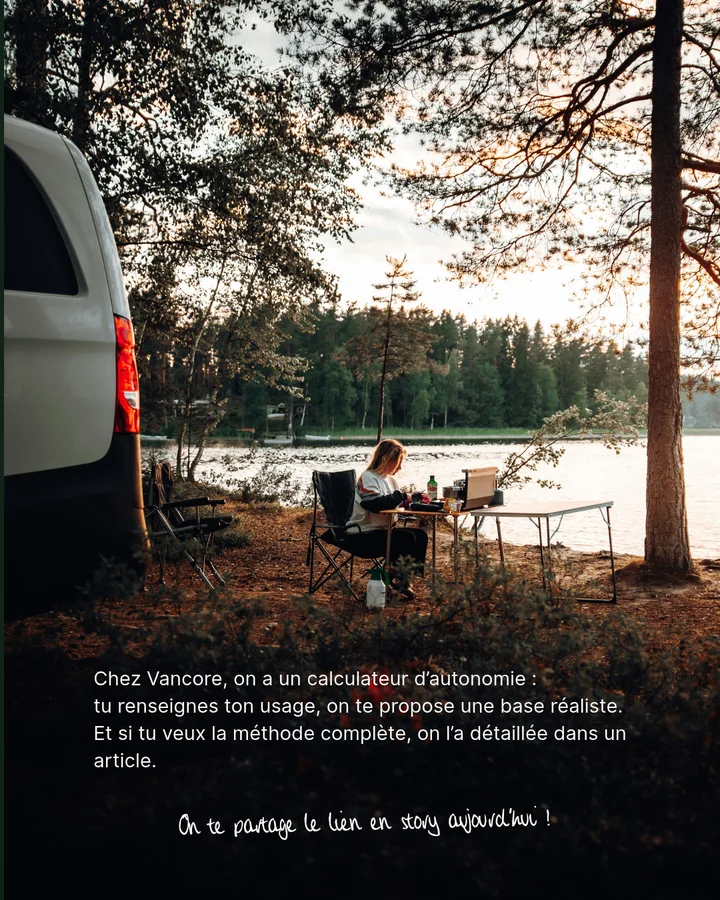 Chez Vancore, on a un calculateur d’autonomie :
tu renseignes ton usage, on te propose une base réaliste.
Et si tu veux la méthode complète, on l’a détaillée dans un
article.
On te partage le lien en story aujourd’hui !